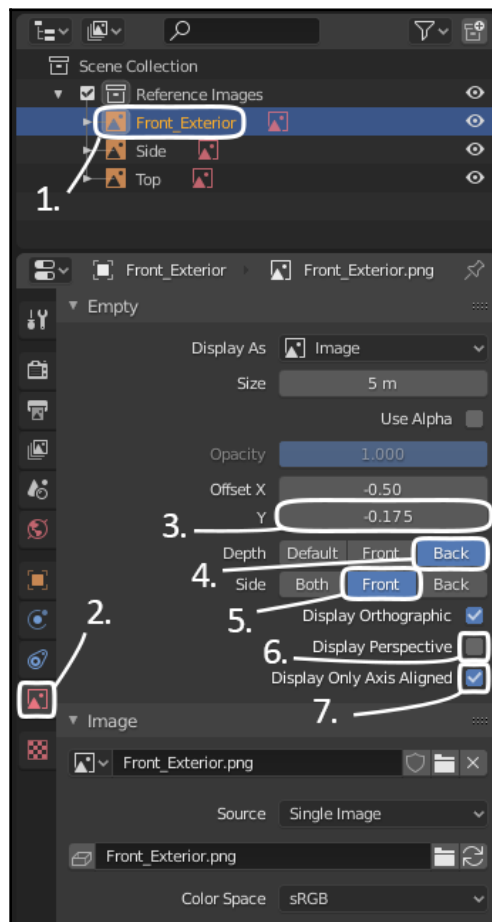 Scene Collection
Reference Images
Front_Exterior
Side
Top
1.
Front_Exterior Front_Exterior.png
Empty
Display As Image
Size 5 m
Use Alpha
Opacity 1.000
Offset X -0.50
3. Y -0.175
Depth Default Front Back
4.
Side Both Front Back
5.
Display Orthographic
2.
6. Display Perspective
Display Only Axis Aligned
7.
Image
Front_Exterior.png
Source Single Image
Front_Exterior.png
Color Space sRGB